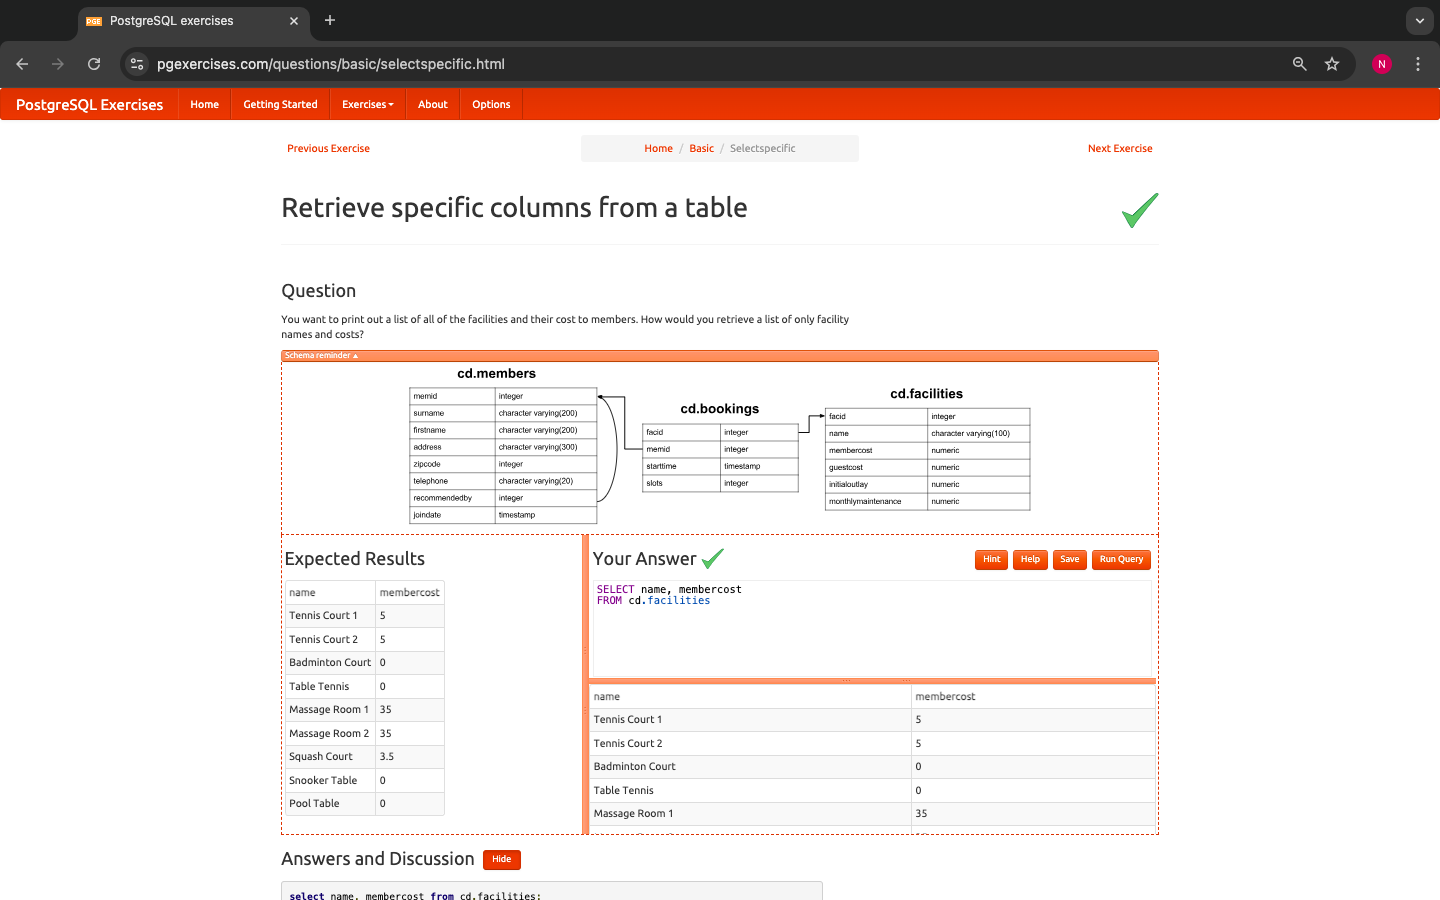 PGE PostgreSQL exercises
pgexercises.com/questions/basic/selectspecific.html
N
PostgreSQL Exercises Home Getting Started Exercises About Options
Previous Exercise Home / Basic / Selectspecific Next Exercise
Retrieve specific columns from a table
Question
You want to print out a list of all of the facilities and their cost to members. How would you retrieve a list of only facility
names and costs?
Schema reminder
cd.members
memid integer
surname character varying(200)
firstname character varying(200)
address character varying(300)
zipcode integer
telephone character varying(20)
recommendedby integer
joindate timestamp
cd.bookings
facid integer
memid integer
starttime timestamp
slots integer
cd.facilities
facid integer
name character varying(100)
membercost numeric
guestcost numeric
initialoutlay numeric
monthlymaintenance numeric
Expected Results
name membercost
Tennis Court 1 5
Tennis Court 2 5
Badminton Court 0
Table Tennis 0
Massage Room 1 35
Massage Room 2 35
Squash Court 3.5
Snooker Table 0
Pool Table 0
Your Answer
Hint Help Save Run Query
SELECT name, membercost
FROM cd.facilities
name membercost
Tennis Court 1 5
Tennis Court 2 5
Badminton Court 0
Table Tennis 0
Massage Room 1 35
Answers and Discussion Hide
select name, membercost from cd.facilities;